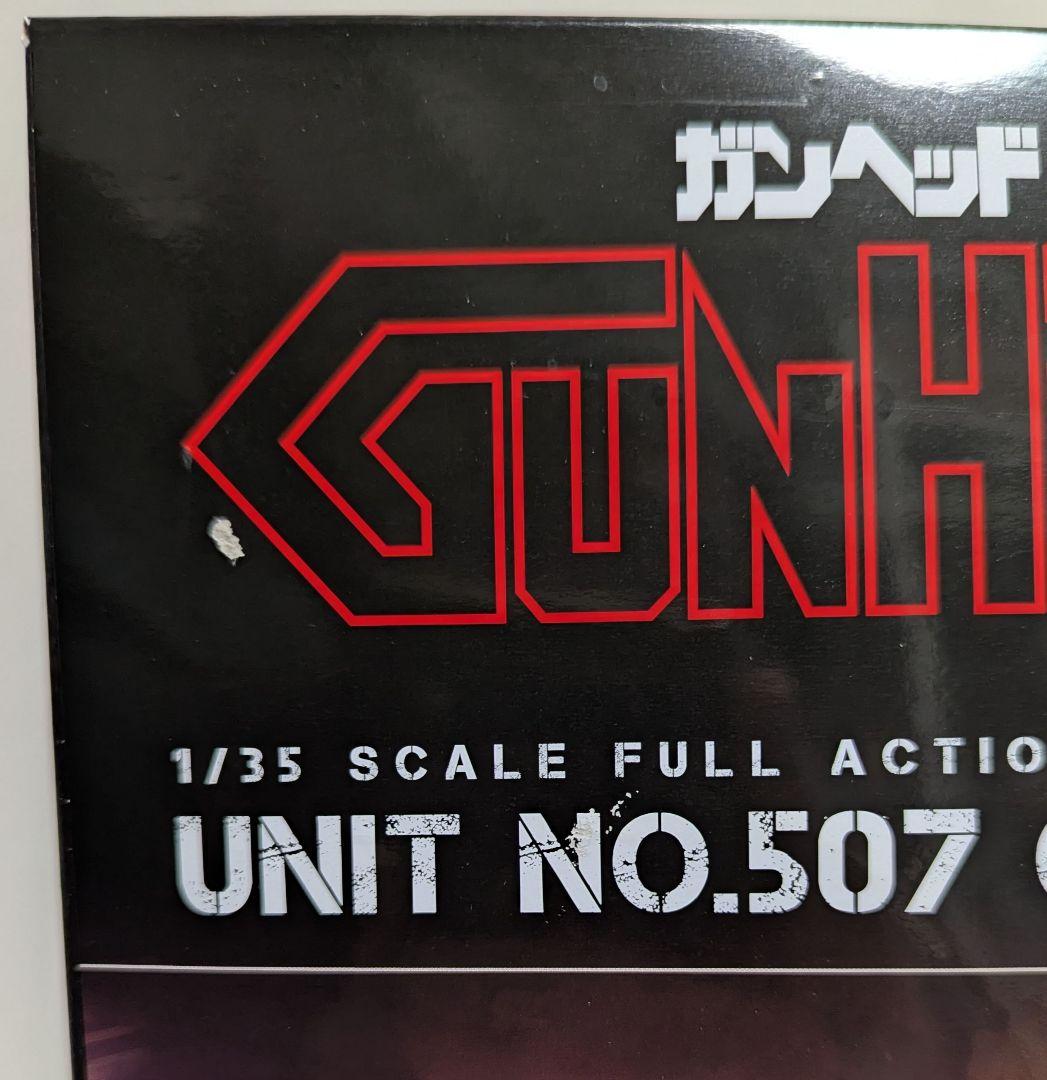 ガンヘッド
GUNH
1/35 SCALE FULL ACTIO
UNIT NO.507